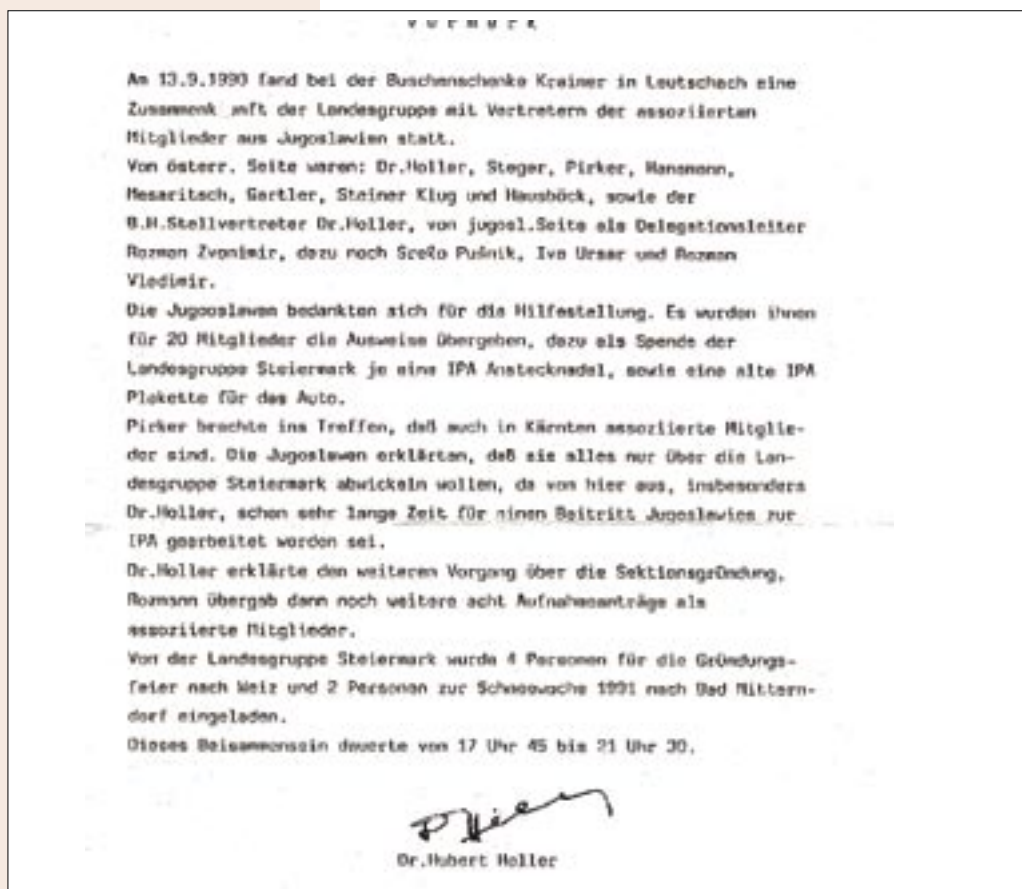 Vormerk
Am 13.9.1990 fand bei der Buschenschenke Krainer in Leutschach eine
Zusammenk unft der Landesgruppe mit Vertretern der assoziierten
Mitglieder aus Jugoslawien statt.
Von österr. Seite waren: Dr.Holler, Steger, Pirker, Hansmann,
Mesaritsch, Gartler, Steiner Klug und Hausböck, sowie der
B.H.Stellvertreter Dr.Holler, von jugosl.Seite als Delegationsleiter
Rozman Zvonimir, dazu noch Srečo Pušnik, Ivo Ursar und Rozman
Vladimir.
Die Jugoslawen bedankten sich für die Hilfestellung. Es wurden ihnen
für 20 Mitglieder die Ausweise übergeben, dazu als Spende der
Landesgruppe Steiermark je eine IPA Anstecknadel, sowie eine alte IPA
Plakette für das Auto.
Pirker brachte ins Treffen, daß auch in Kärnten assoziierte Mitglie-
der sind. Die Jugoslawen erklärten, daß sie alles nur über die Lan-
desgruppe Steiermark abwickeln wollen, da von hier aus, insbesonders
Dr.Holler, schon sehr lange Zeit für einen Beitritt Jugoslawiens zur
IPA gearbeitet worden sei.
Dr.Holler erklärte den weiteren Vorgang über die Sektionsgründung,
Rozmann übergab dann noch weitere acht Aufnahmeanträge als
assoziierte Mitglieder.
Von der Landesgruppe Steiermark wurde 4 Personen für die Gründungs-
feier nach Weiz und 2 Personen zur Schneewoche 1991 nach Bad Mittern-
dorf eingeladen.
Dieses Beisammensein dauerte von 17 Uhr 45 bis 21 Uhr 30.
Dr.Hubert Holler